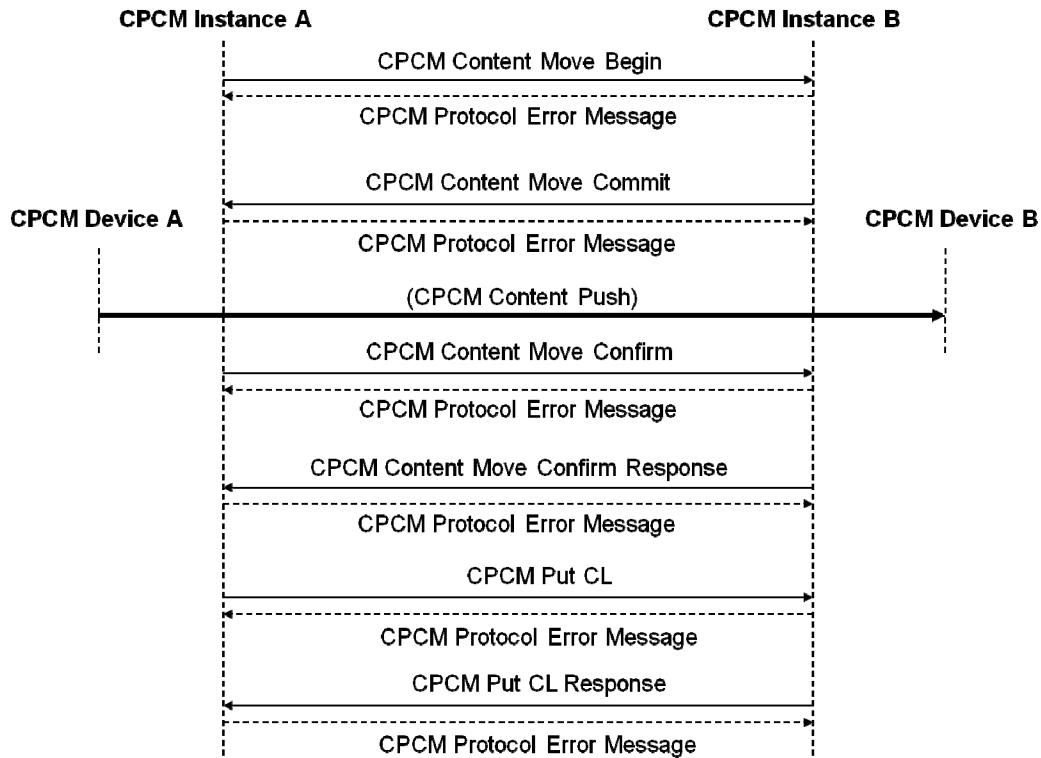 CPCM Instance A
CPCM Instance B
CPCM Content Move Begin
CPCM Protocol Error Message
CPCM Content Move Commit
CPCM Device A
CPCM Device B
CPCM Protocol Error Message
(CPCM Content Push)
CPCM Content Move Confirm
CPCM Protocol Error Message
CPCM Content Move Confirm Response
CPCM Protocol Error Message
CPCM Put CL
CPCM Protocol Error Message
CPCM Put CL Response
CPCM Protocol Error Message